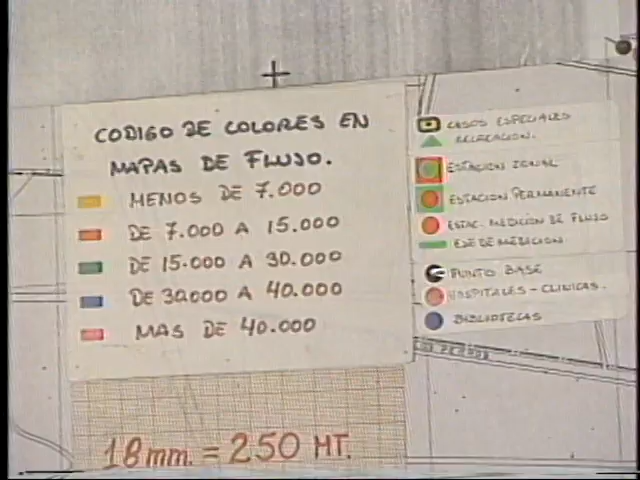 CODIGO DE COLORES EN
MAPAS DE FLUJO.
MENOS DE 7.000
DE 7.000 A 15.000
DE 15.000 A 30.000
DE 30.000 A 40.000
MAS DE 40.000
CASOS ESPECIALES
ESTACION ZONAL
ESTACION PERMANENTE
ESTAC. MEDICION DE FLUJO
EJE DE MEDICION
PUNTO BASE
HOSPITALES - CLINICAS.
BIBLIOTECAS
18 mm. = 250 MT.